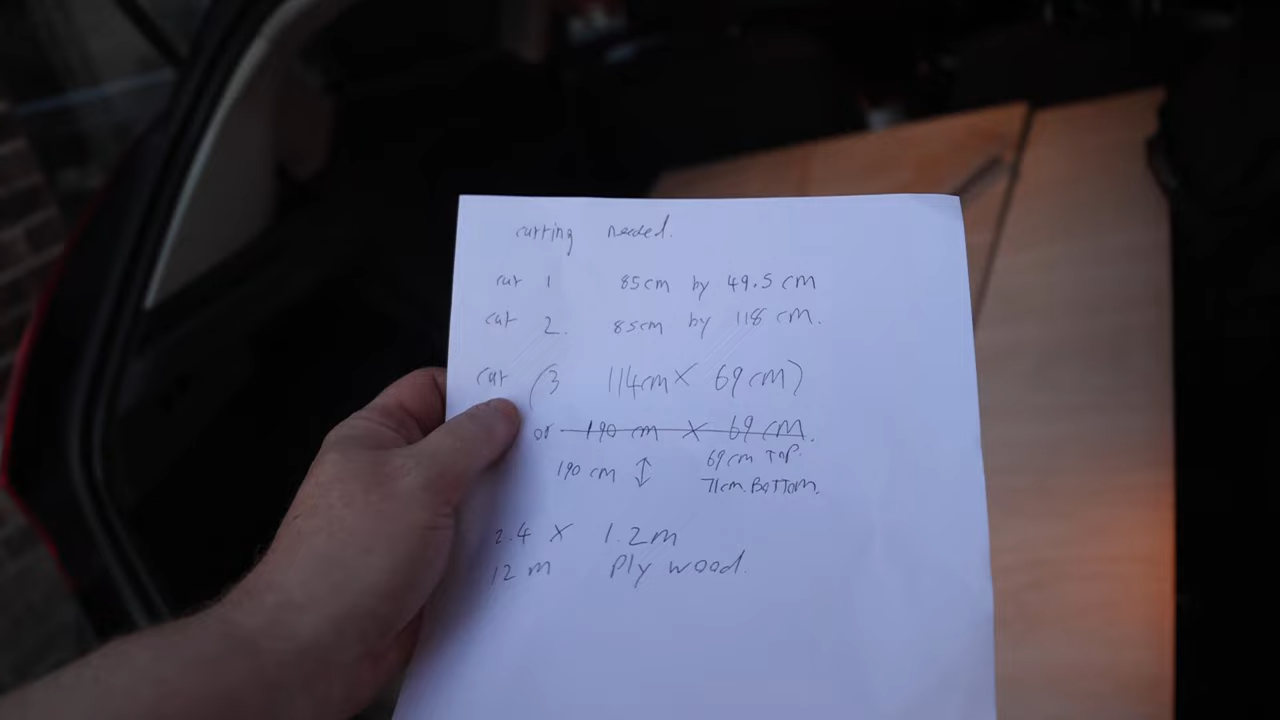 cutting needed.
cut 1 85cm by 49.5 cm
cut 2. 85cm by 118 cm.
cut (3 114cm X 69cm)
or 190 cm X 69 cm.
190 cm ↕ 69cm TOP.
71cm. BOTTOM.
2.4 X 1.2m
12 m Ply wood.